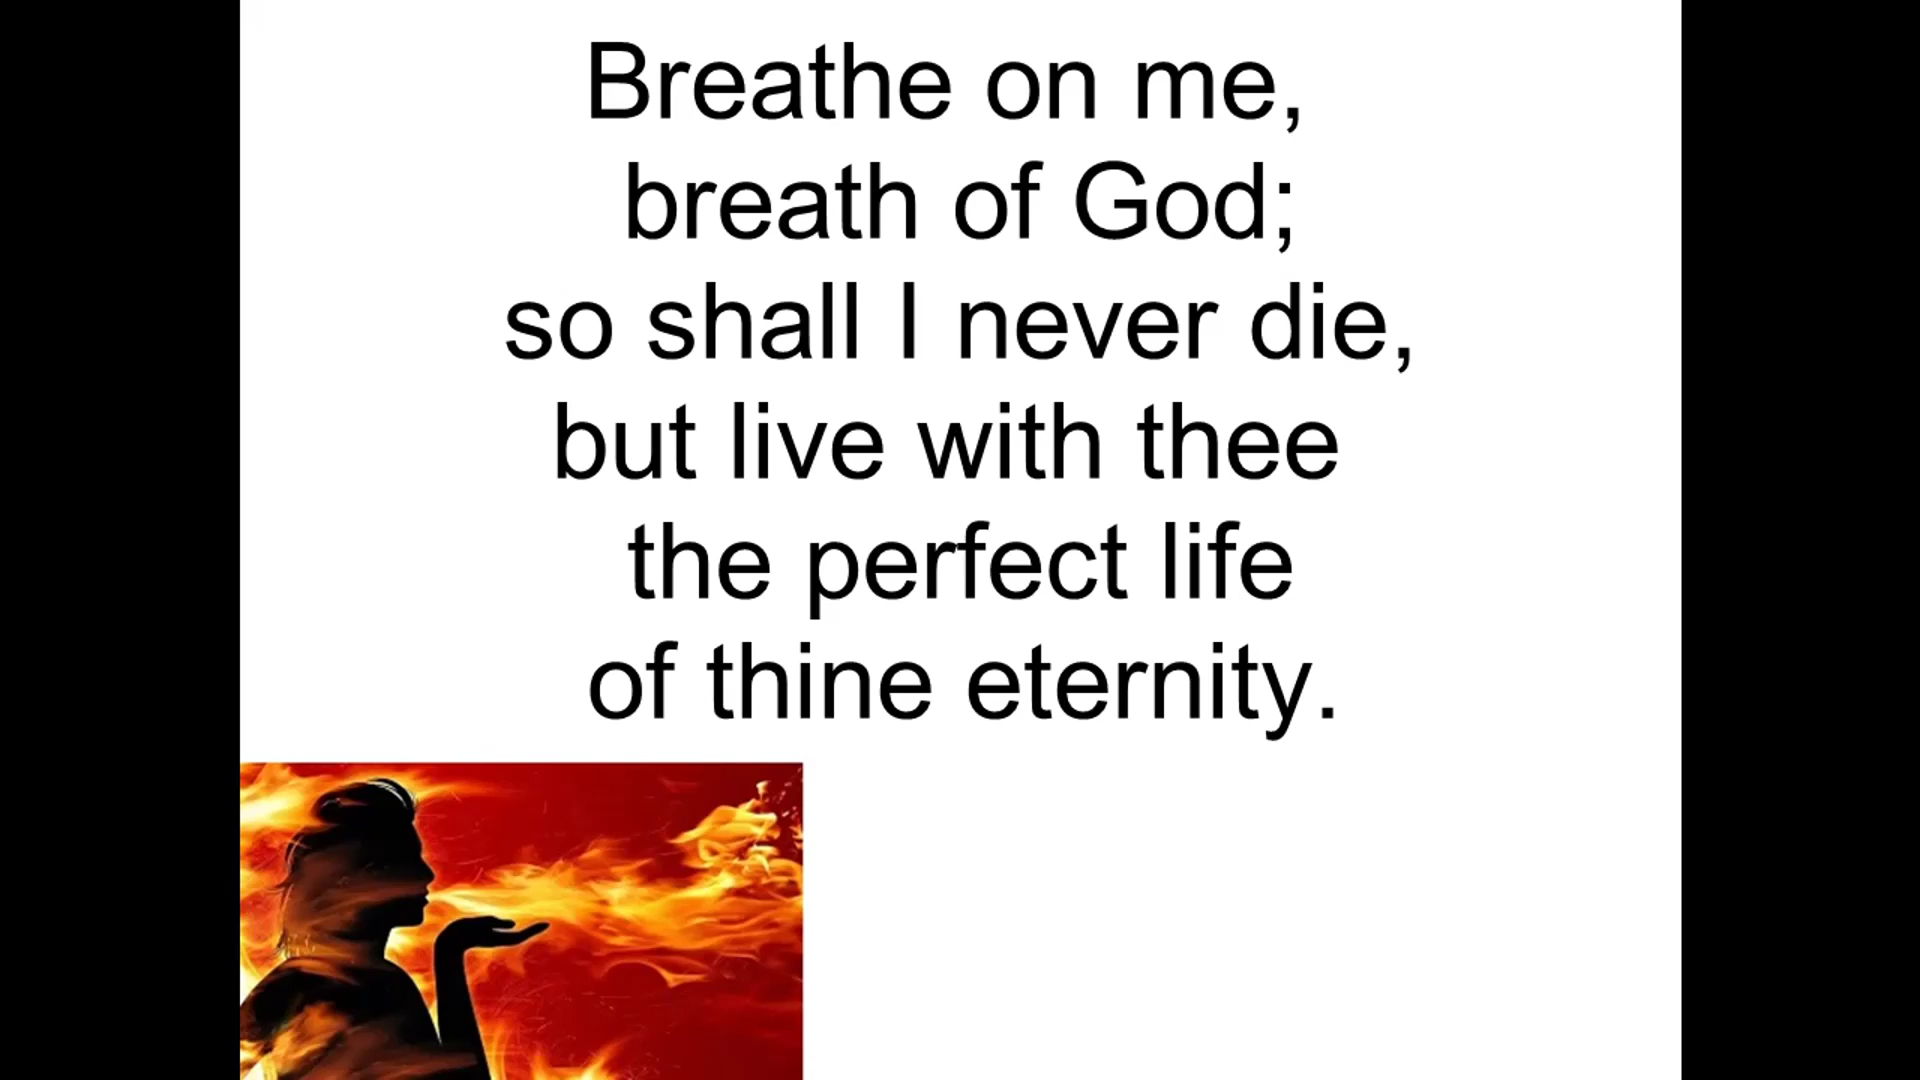 Breathe on me,
breath of God;
so shall I never die,
but live with thee
the perfect life
of thine eternity.